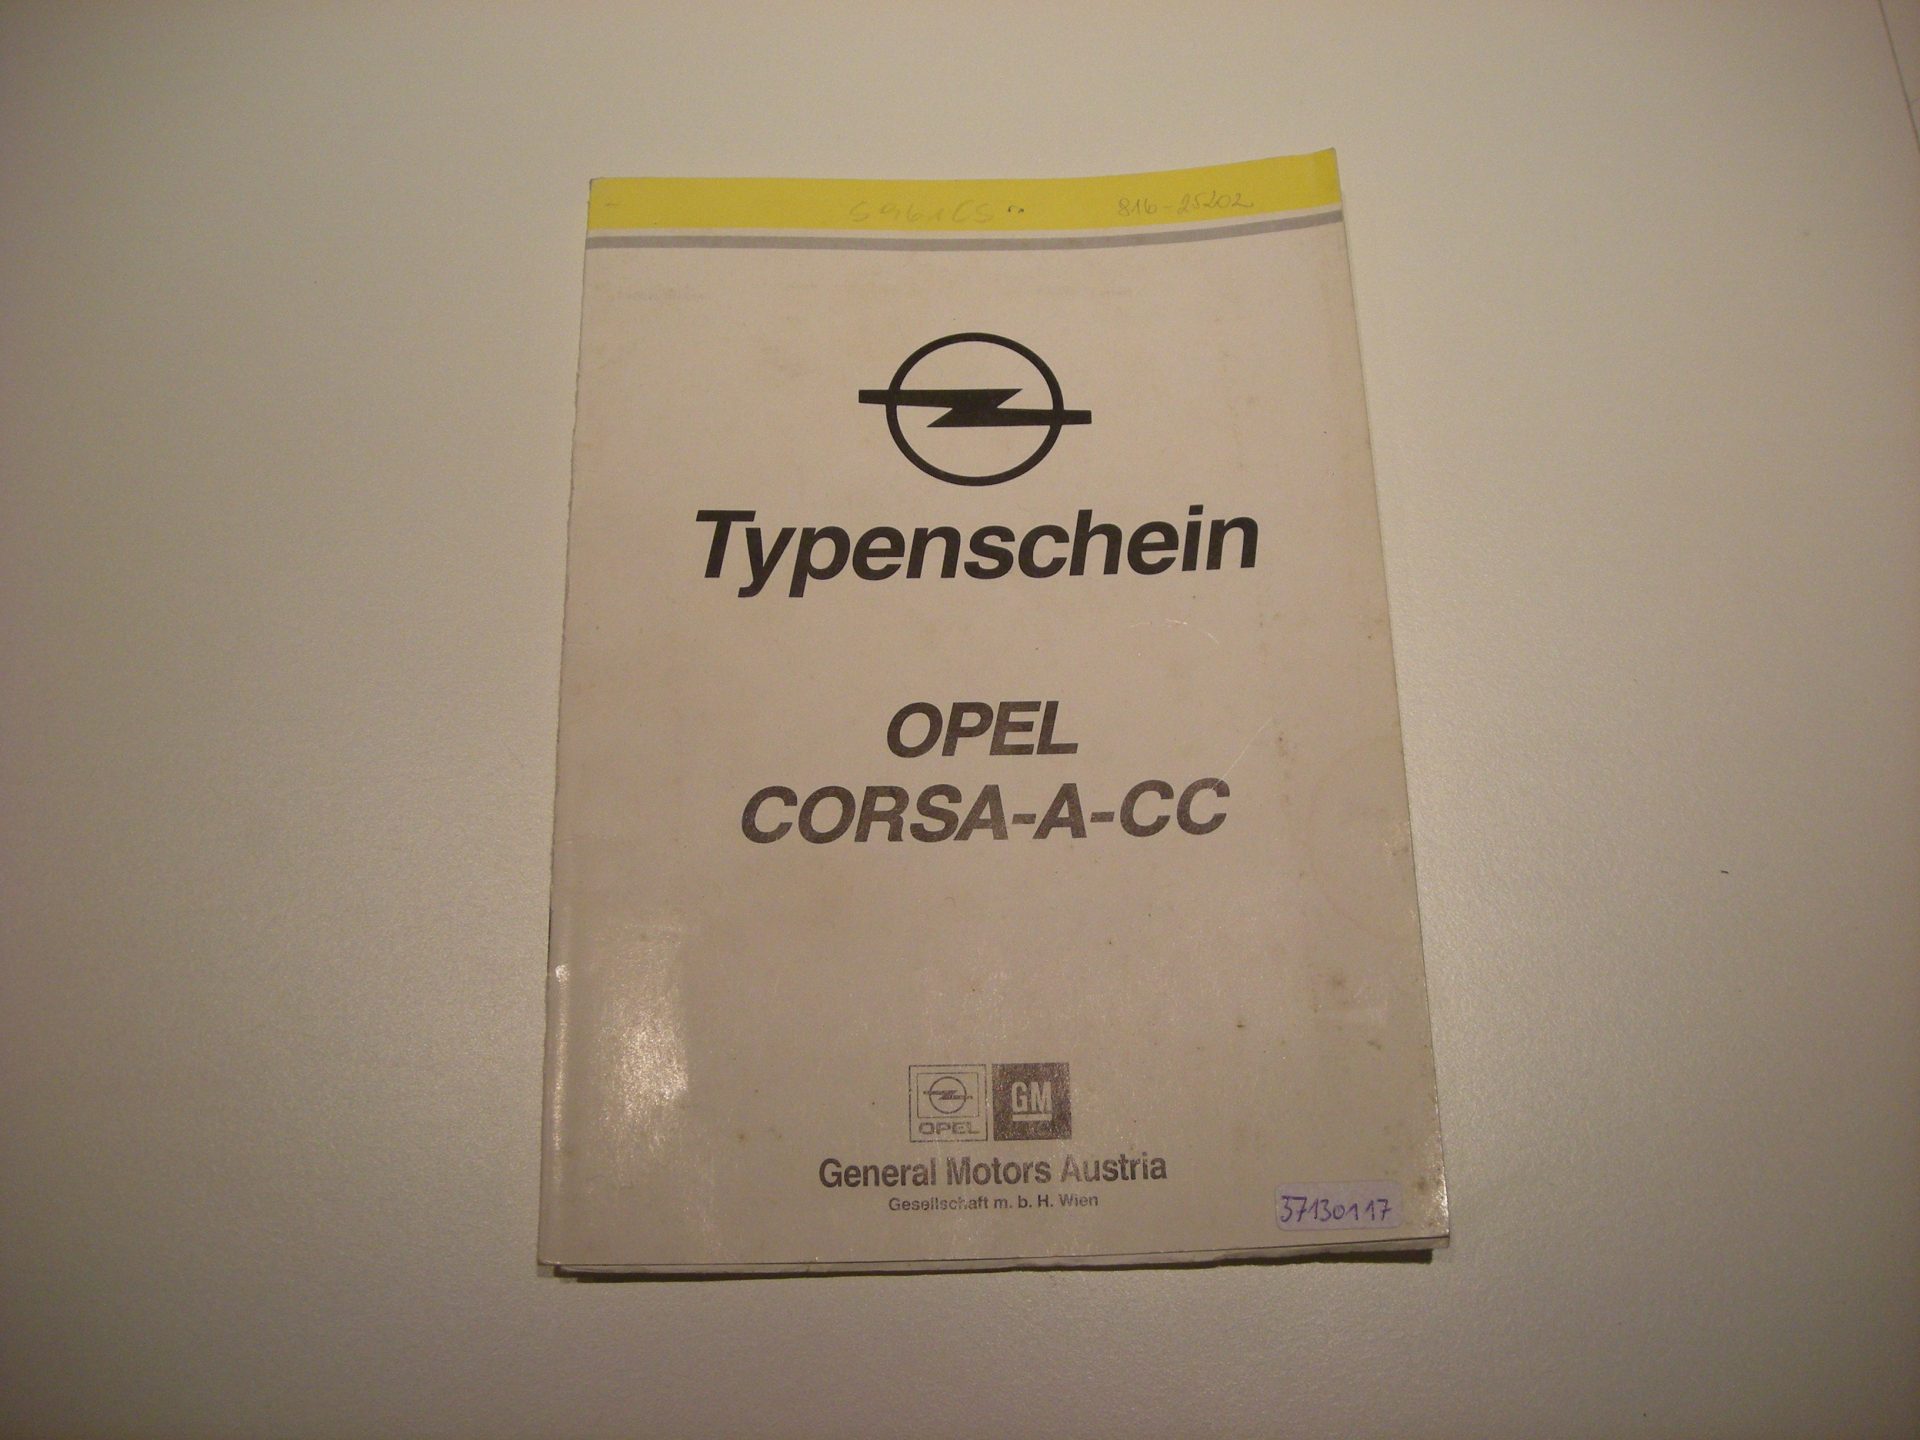 816-25202
Typenschein
OPEL
CORSA-A-CC
OPEL GM
General Motors Austria
Gesellschaft m. b. H. Wien
37130117